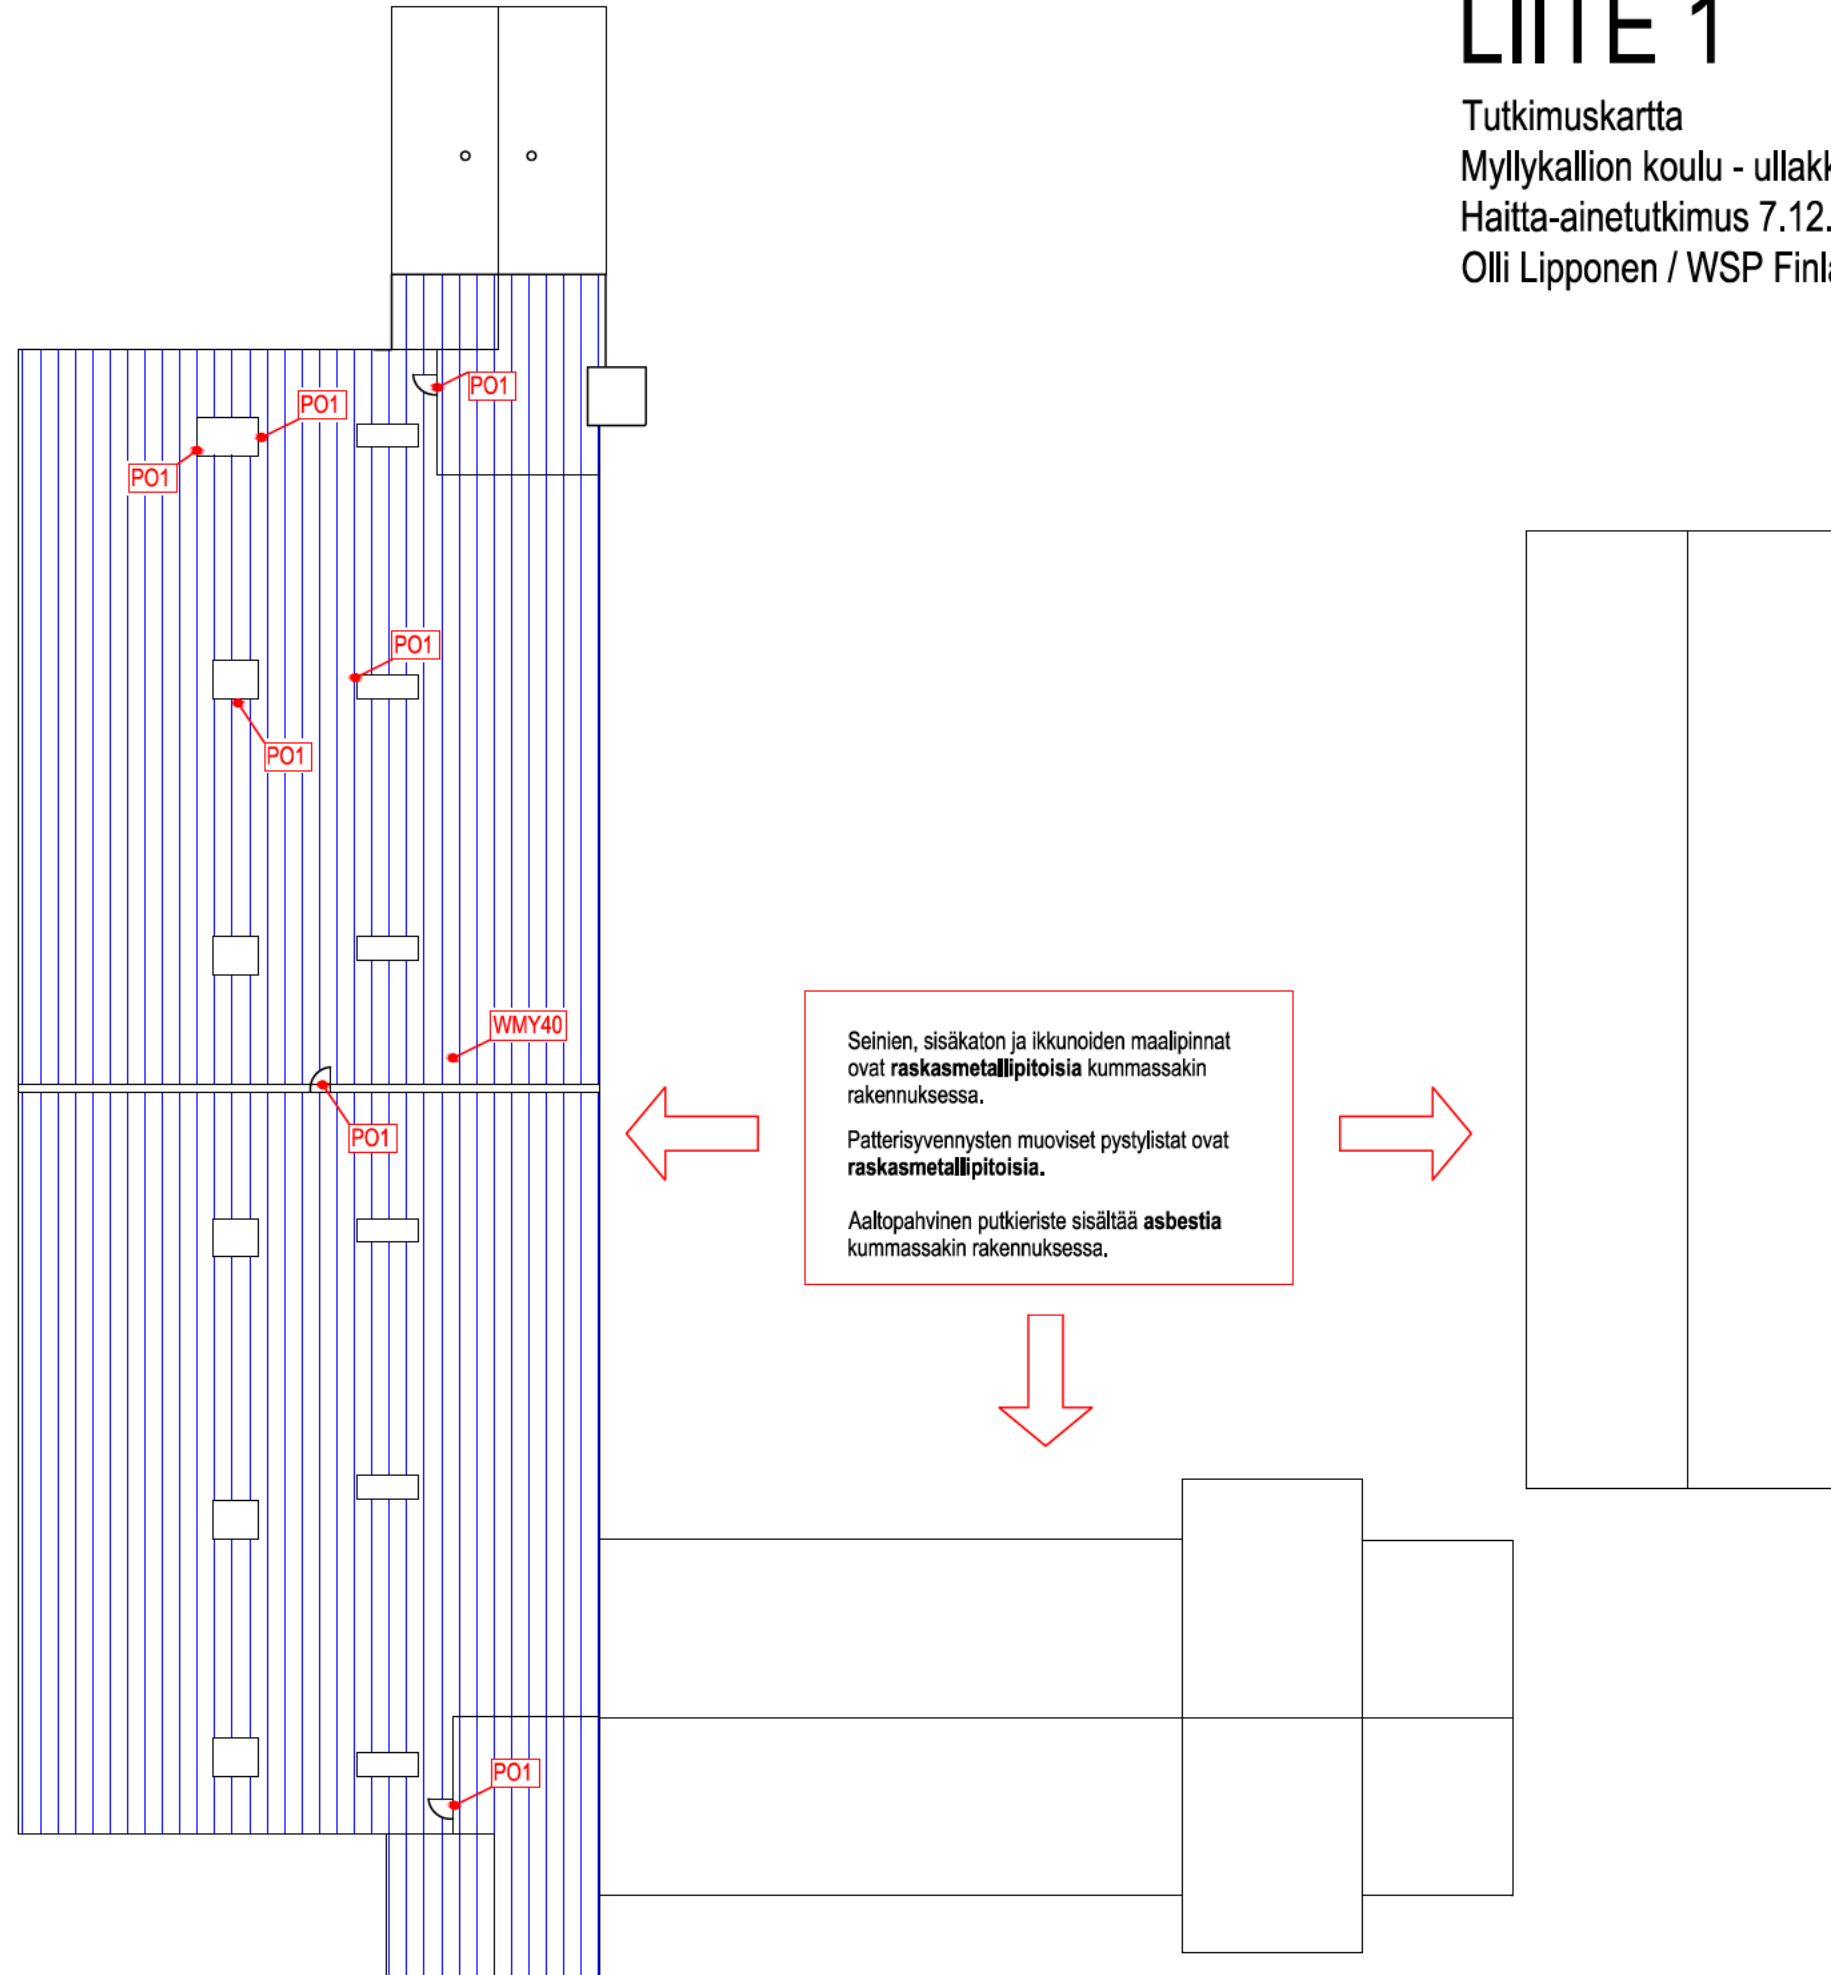 LIITE 1
Tutkimuskartta
Myllykallion koulu - ullakk
Haitta-ainetutkimus 7.12.
Olli Lipponen / WSP Finla
PO1
PO1
PO1
PO1
PO1
WMY40
PO1
Seinien, sisäkaton ja ikkunoiden maalipinnat
ovat raskasmetallipitoisia kummassakin
rakennuksessa.
Patterisyvennysten muoviset pystylistat ovat
raskasmetallipitoisia.
Aaltopahvinen putkieriste sisältää asbestia
kummassakin rakennuksessa.
PO1